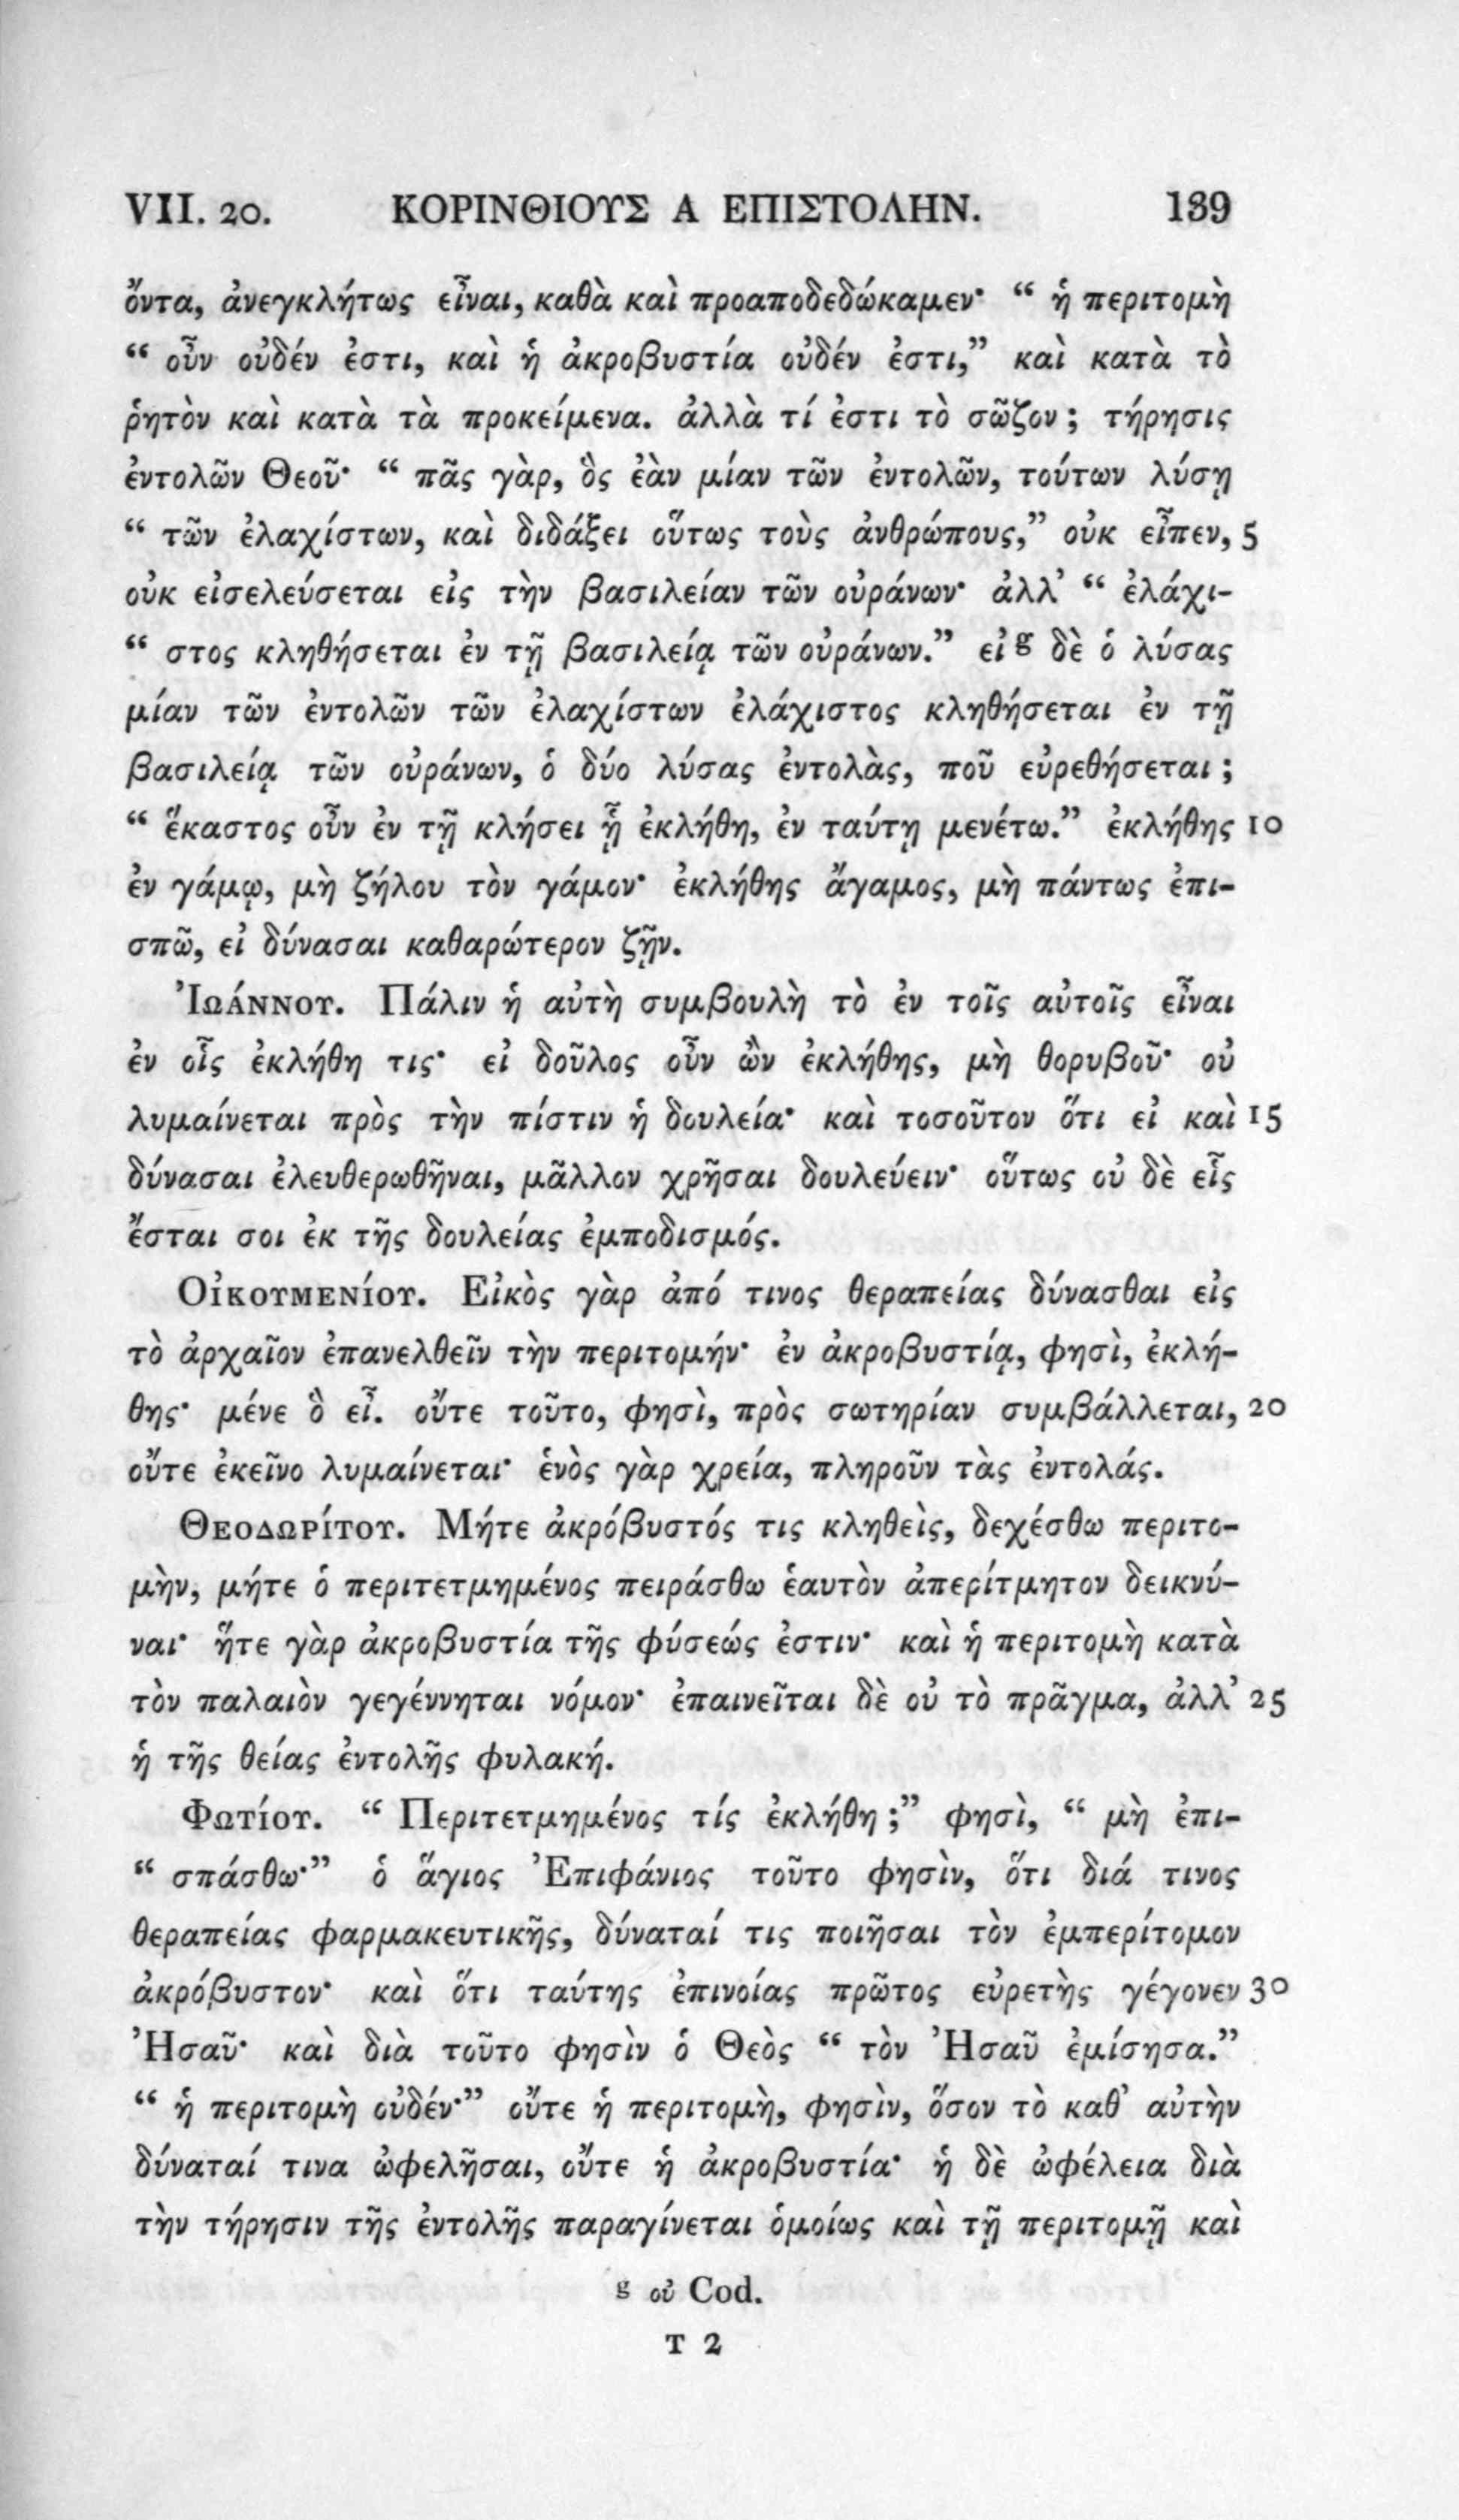 VII. 20. ΚΟΡΙΝΘΙΟΥΣ Α ΕΠΙΣΤΟΛΗΝ. 139
ὄντα, ἀνεγκλήτως εἶναι, καθὰ καὶ προαποδεδώκαμεν· “ ἡ περιτομὴ
“ οὖν οὐδέν ἐστι, καὶ ἡ ἀκροβυστία οὐδέν ἐστι,” καὶ κατὰ τὸ
ῥητὸν καὶ κατὰ τὰ προκείμενα. ἀλλὰ τί ἐστι τὸ σῶζον ; τήρησις
ἐντολῶν Θεοῦ· “ πᾶς γὰρ, ὃς ἐὰν μίαν τῶν ἐντολῶν, τούτων λύσῃ
“ τῶν ἐλαχίστων, καὶ διδάξει οὕτως τοὺς ἀνθρώπους,” οὐκ εἶπεν, 5
οὐκ εἰσελεύσεται εἰς τὴν βασιλείαν τῶν οὐράνων· ἀλλ’ “ ἐλάχι-
“ στος κληθήσεται ἐν τῇ βασιλείᾳ τῶν οὐράνων.” εἰ g δὲ ὁ λύσας
μίαν τῶν ἐντολῶν τῶν ἐλαχίστων ἐλάχιστος κληθήσεται ἐν τῇ
βασιλείᾳ τῶν οὐράνων, ὁ δύο λύσας ἐντολὰς, ποῦ εὑρεθήσεται ;
“ ἕκαστος οὖν ἐν τῇ κλήσει ᾗ ἐκλήθη, ἐν ταύτῃ μενέτω.” ἐκλήθης 10
ἐν γάμῳ, μὴ ζήλου τὸν γάμον· ἐκλήθης ἄγαμος, μὴ πάντως ἐπι-
σπῶ, εἰ δύνασαι καθαρώτερον ζῇν.
Ἰωάννου. Πάλιν ἡ αὐτὴ συμβουλὴ τὸ ἐν τοῖς αὐτοῖς εἶναι
ἐν οἷς ἐκλήθη τις· εἰ δοῦλος οὖν ὢν ἐκλήθης, μὴ θορυβοῦ· οὐ
λυμαίνεται πρὸς τὴν πίστιν ἡ δουλεία· καὶ τοσοῦτον ὅτι εἰ καὶ 15
δύνασαι ἐλευθερωθῆναι, μᾶλλον χρῆσαι δουλεύειν· οὕτως οὐ δὲ εἷς
ἔσται σοι ἐκ τῆς δουλείας ἐμποδισμός.
Οἰκουμενίου. Εἰκὸς γὰρ ἀπό τινος θεραπείας δύνασθαι εἰς
τὸ ἀρχαῖον ἐπανελθεῖν τὴν περιτομήν· ἐν ἀκροβυστίᾳ, φησὶ, ἐκλή-
θης· μένε ὃ εἶ. οὔτε τοῦτο, φησὶ, πρὸς σωτηρίαν συμβάλλεται, 20
οὔτε ἐκεῖνο λυμαίνεται· ἑνὸς γὰρ χρεία, πληροῦν τὰς ἐντολάς.
Θεοδωρίτου. Μήτε ἀκρόβυστός τις κληθεὶς, δεχέσθω περιτο-
μὴν, μήτε ὁ περιτετμημένος πειράσθω ἑαυτὸν ἀπερίτμητον δεικνύ-
ναι· ἥτε γὰρ ἀκροβυστία τῆς φύσεώς ἐστιν· καὶ ἡ περιτομὴ κατὰ
τὸν παλαιὸν γεγέννηται νόμον· ἐπαινεῖται δὲ οὐ τὸ πρᾶγμα, ἀλλ’ 25
ἡ τῆς θείας ἐντολῆς φυλακή.
Φωτίου. “ Περιτετμημένος τίς ἐκλήθη ;” φησὶ, “ μὴ ἐπι-
“ σπάσθω·” ὁ ἅγιος Ἐπιφάνιος τοῦτο φησὶν, ὅτι διά τινος
θεραπείας φαρμακευτικῆς, δύναταί τις ποιῆσαι τὸν ἐμπερίτομον
ἀκρόβυστον· καὶ ὅτι ταύτης ἐπινοίας πρῶτος εὑρετὴς γέγονεν 30
Ἠσαῦ· καὶ διὰ τοῦτο φησὶν ὁ Θεὸς “ τὸν Ἠσαῦ ἐμίσησα.”
“ ἡ περιτομὴ οὐδέν·” οὔτε ἡ περιτομὴ, φησὶν, ὅσον τὸ καθ’ αὑτὴν
δύναταί τινα ὠφελῆσαι, οὔτε ἡ ἀκροβυστία· ἡ δὲ ὠφέλεια διὰ
τὴν τήρησιν τῆς ἐντολῆς παραγίνεται ὁμοίως καὶ τῇ περιτομῇ καὶ
g οὐ Cod.
T 2